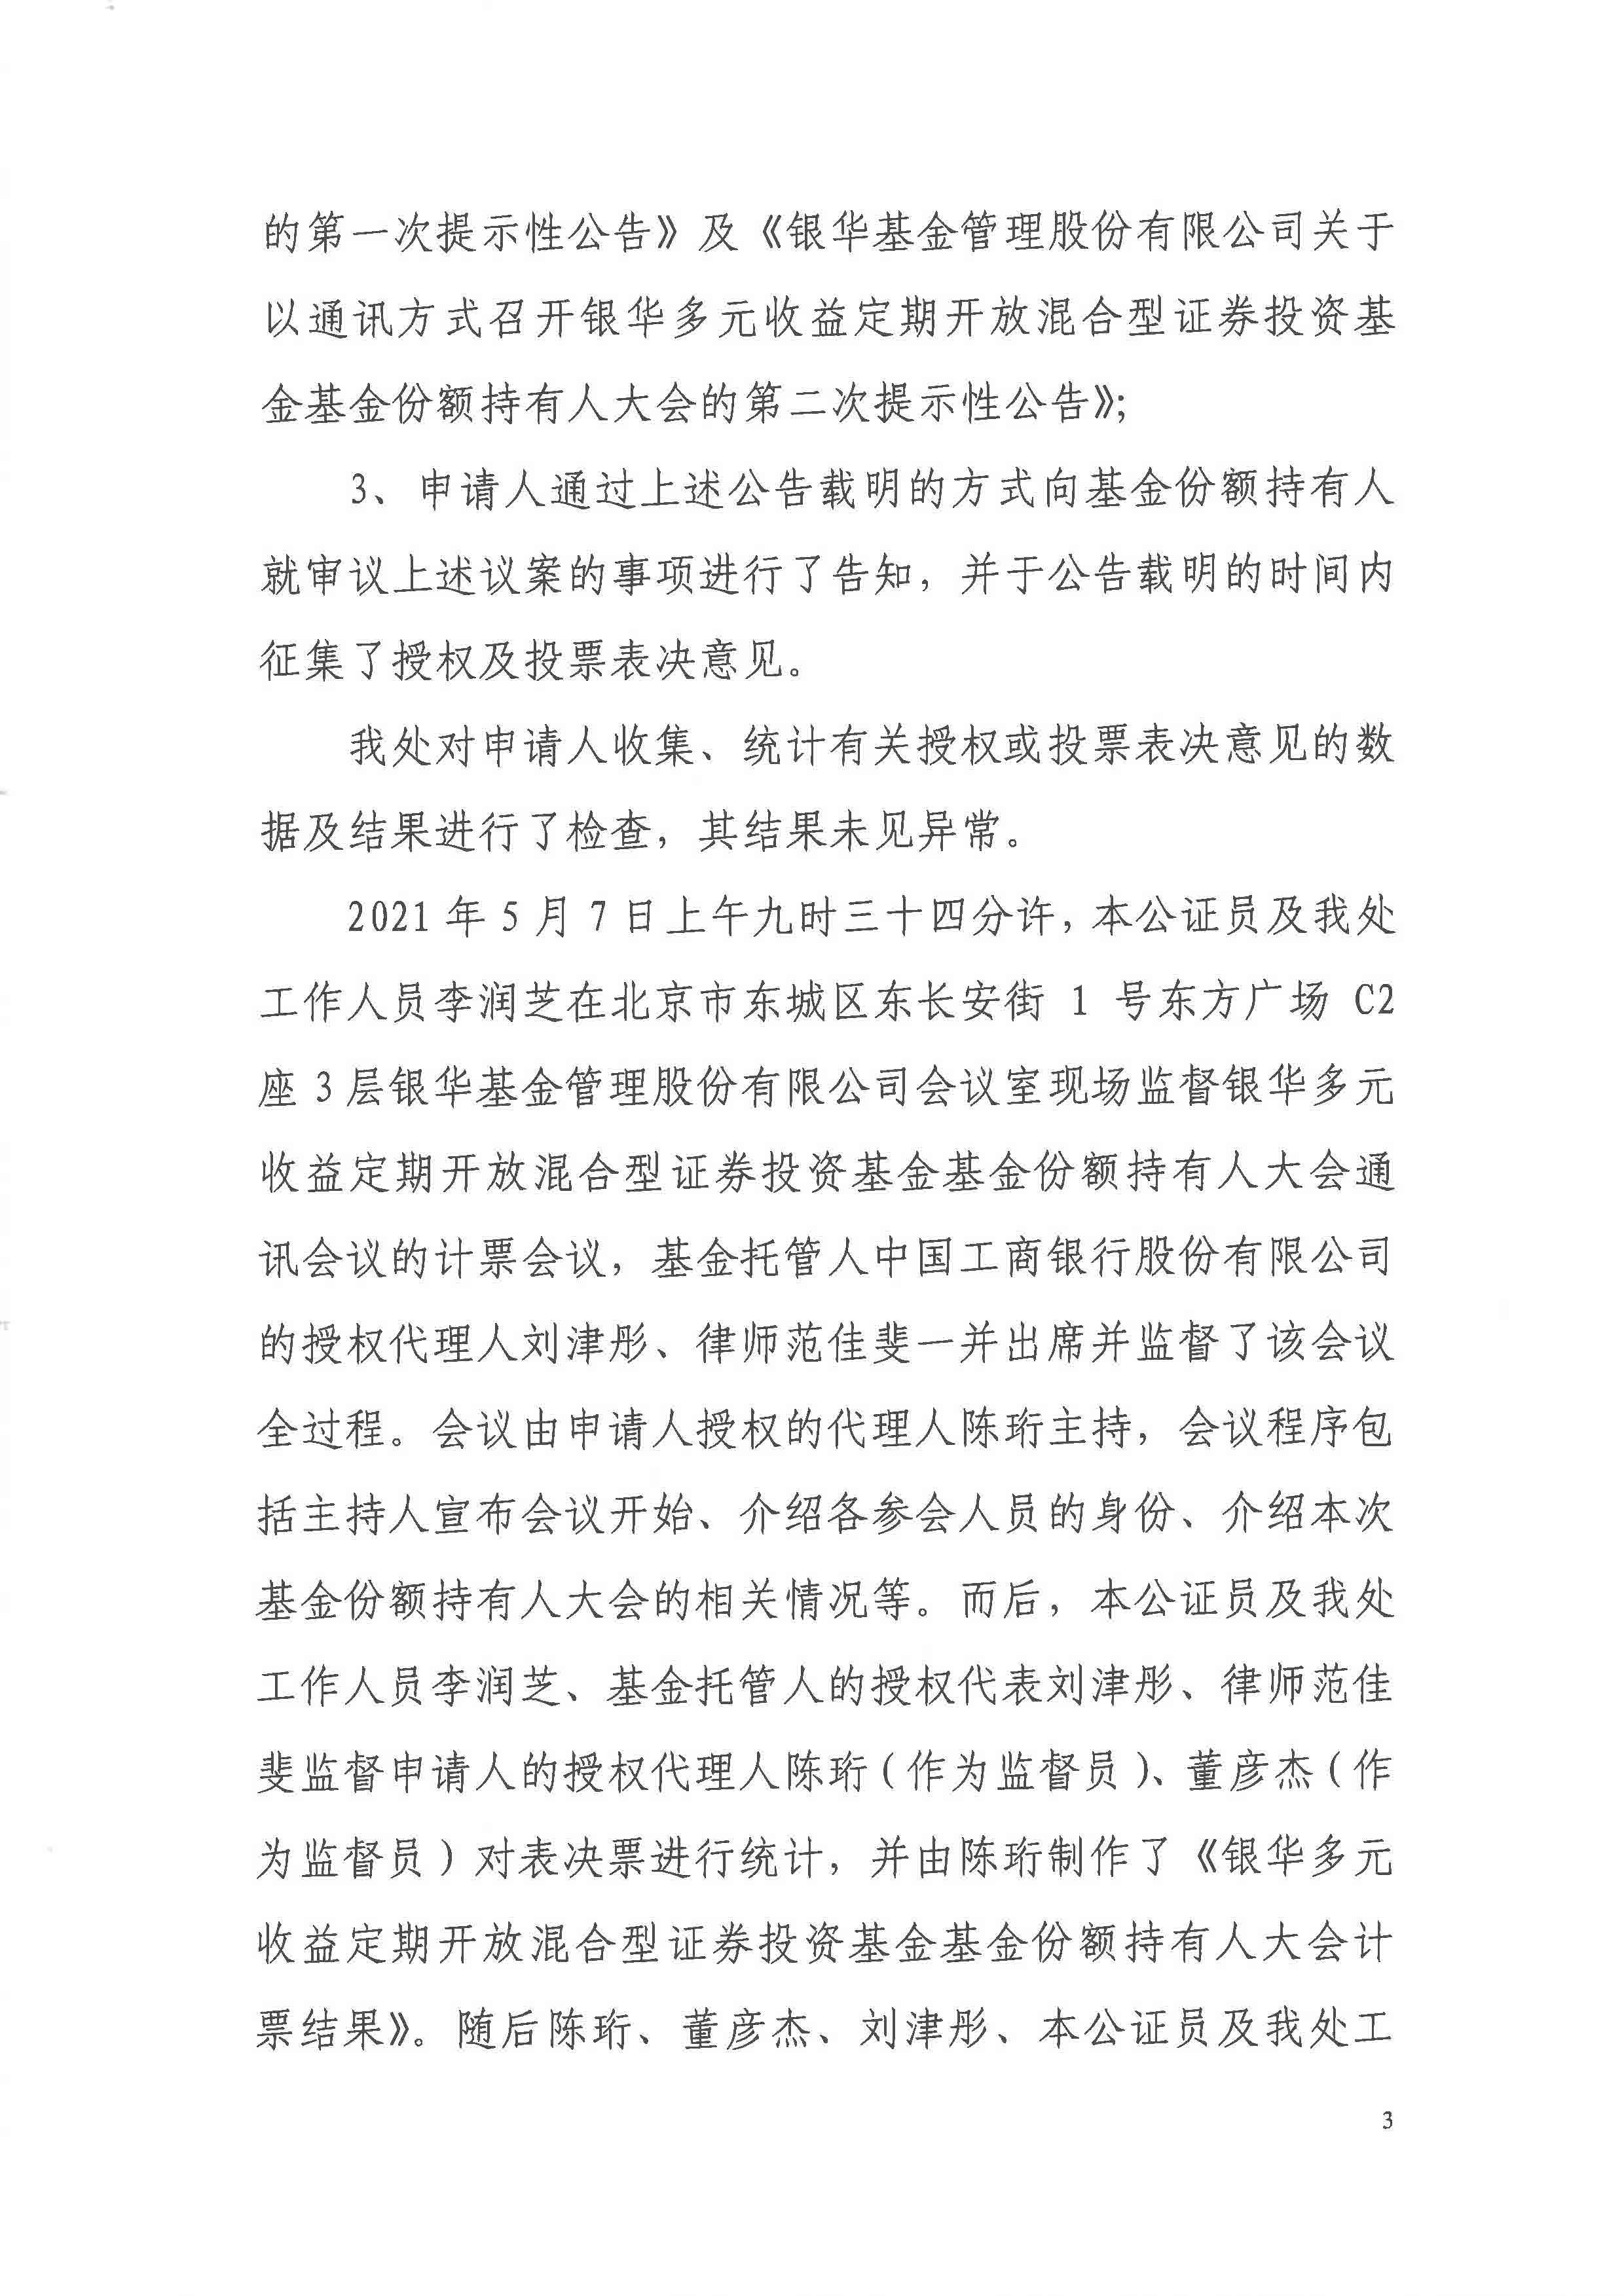 的第一次提示性公告》及《银华基金管理股份有限公司关于
以通讯方式召开银华多元收益定期开放混合型证券投资基
金基金份额持有人大会的第二次提示性公告》;
3、申请人通过上述公告载明的方式向基金份额持有人
就审议上述议案的事项进行了告知，并于公告载明的时间内
征集了授权及投票表决意见。
我处对申请人收集、统计有关授权或投票表决意见的数
据及结果进行了检查，其结果未见异常。
2021 年 5 月 7 日上午九时三十四分许，本公证员及我处
工作人员李润芝在北京市东城区东长安街 1 号东方广场 C2
座 3 层银华基金管理股份有限公司会议室现场监督银华多元
收益定期开放混合型证券投资基金基金份额持有人大会通
讯会议的计票会议，基金托管人中国工商银行股份有限公司
的授权代理人刘津彤、律师范佳斐一并出席并监督了该会议
全过程。会议由申请人授权的代理人陈珩主持，会议程序包
括主持人宣布会议开始、介绍各参会人员的身份、介绍本次
基金份额持有人大会的相关情况等。而后，本公证员及我处
工作人员李润芝、基金托管人的授权代表刘津彤、律师范佳
斐监督申请人的授权代理人陈珩（作为监督员）、董彦杰（作
为监督员）对表决票进行统计，并由陈珩制作了《银华多元
收益定期开放混合型证券投资基金基金份额持有人大会计
票结果》。随后陈珩、董彦杰、刘津彤、本公证员及我处工
3